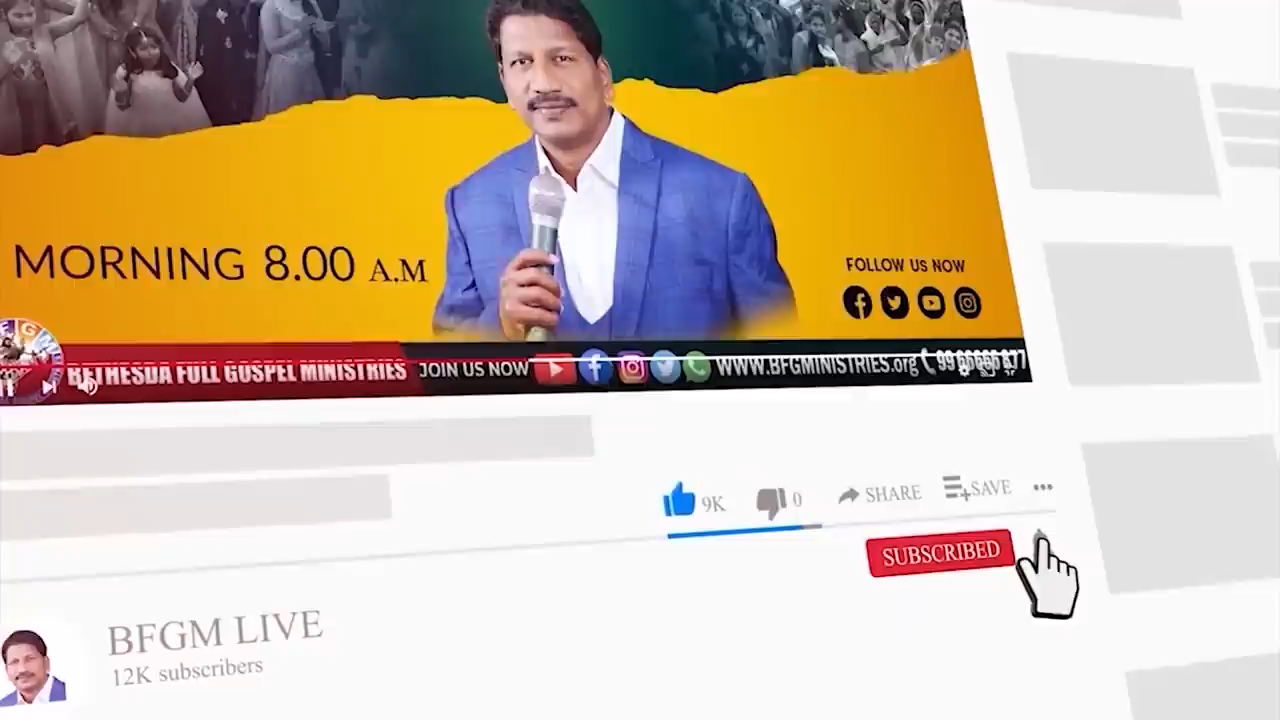 MORNING 8.00 A.M
FOLLOW US NOW
BETHESDA FULL GOSPEL MINISTRIES JOIN US NOW WWW.BFGMINISTRIES.org
9K 0 SHARE SAVE
SUBSCRIBED
BFGM LIVE
12K subscribers